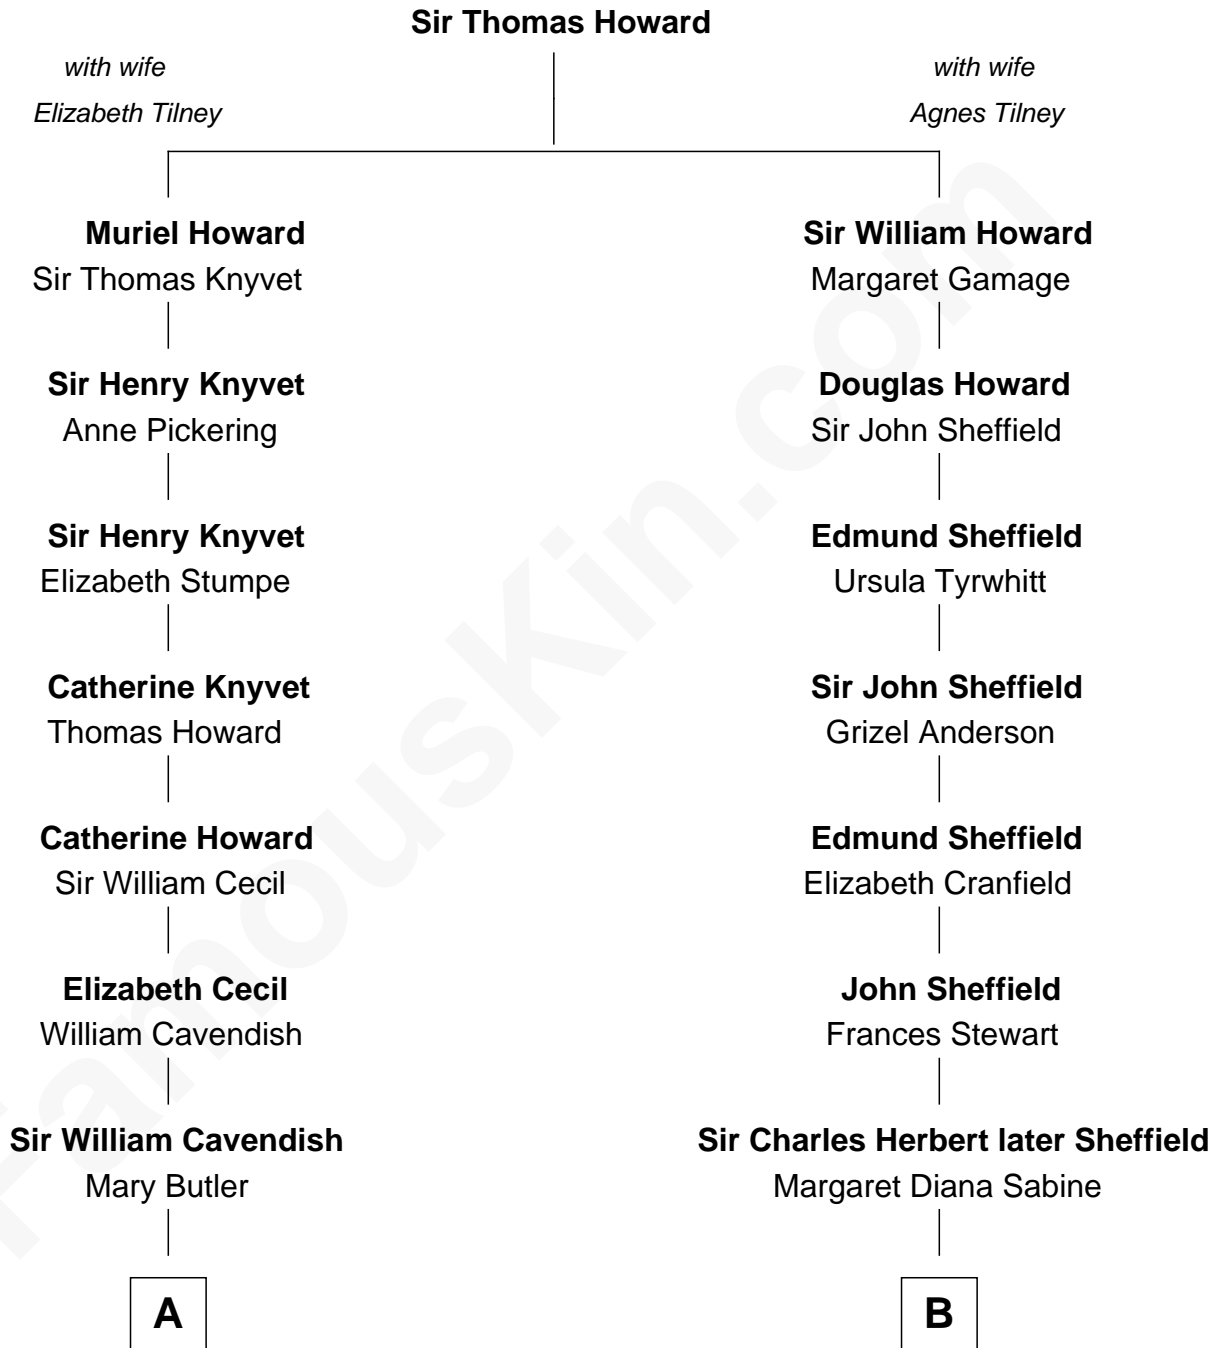 Sir Thomas Howard
with wife
Elizabeth Tilney
with wife
Agnes Tilney
Muriel Howard
Sir Thomas Knyvet
Sir William Howard
Margaret Gamage
Sir Henry Knyvet
Anne Pickering
Douglas Howard
Sir John Sheffield
Sir Henry Knyvet
Elizabeth Stumpe
Edmund Sheffield
Ursula Tyrwhitt
Catherine Knyvet
Thomas Howard
Sir John Sheffield
Grizel Anderson
Catherine Howard
Sir William Cecil
Edmund Sheffield
Elizabeth Cranfield
Elizabeth Cecil
William Cavendish
John Sheffield
Frances Stewart
Sir William Cavendish
Mary Butler
Sir Charles Herbert later Sheffield
Margaret Diana Sabine
A
B
FamousKin.com